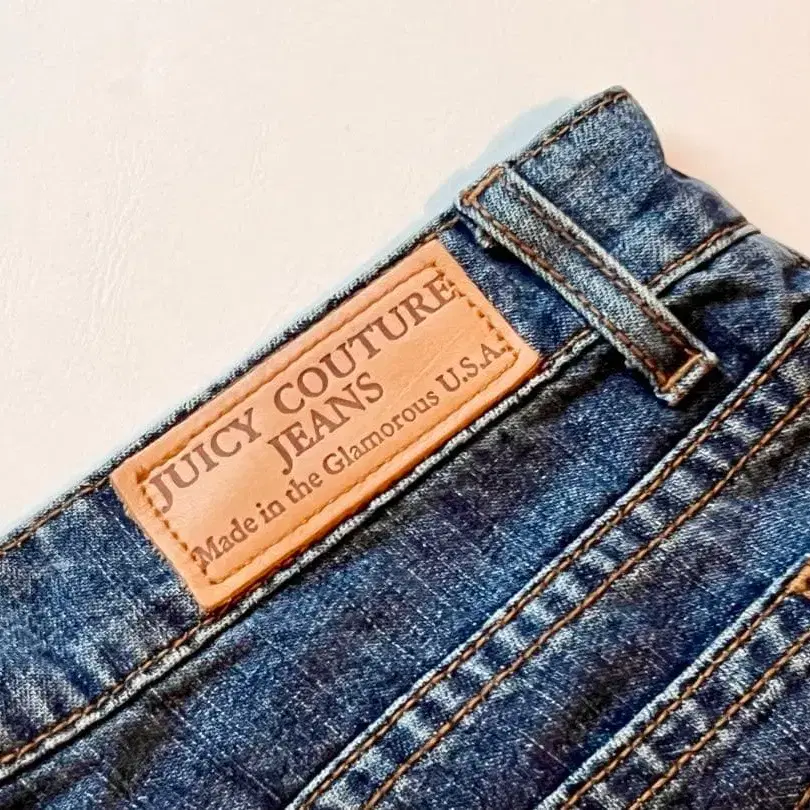 JUICY COUTURE
JEANS
Made in the Glamorous U.S.A.